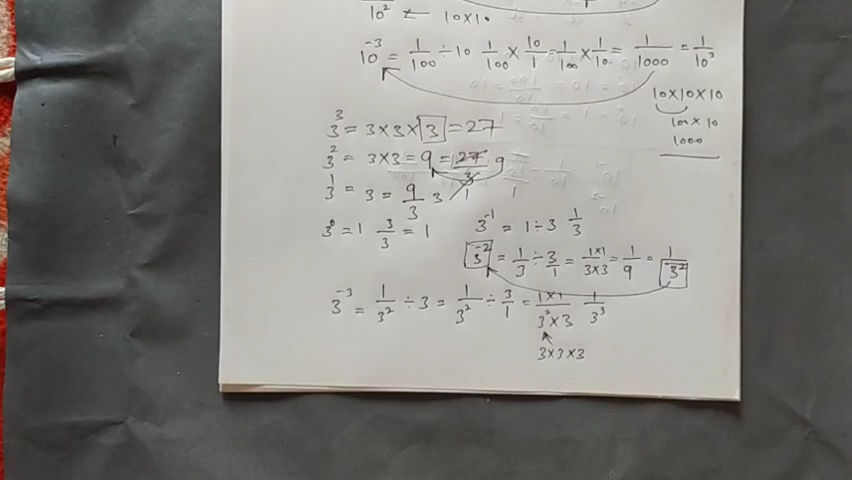 1/10² ← 10×10
10⁻³ = 1/100 ÷ 10 1/100 × 10/1 = 1/100 × 1/10 = 1/1000 = 1/10³
10×10×10
100×10
1000
3³ = 3×3×3 = 27
3² = 3×3 = 9 = 27/3 9
3¹ = 3 = 9/3 3 1
3⁰ = 1 3/3 = 1
3⁻¹ = 1÷3 1/3
3⁻² = 1/3 ÷ 3/1 = 1×1/3×3 = 1/9 = 1/3²
3⁻³ = 1/3² ÷ 3 = 1/3² ÷ 3/1 = 1×1/3²×3 1/3³
3×3×3